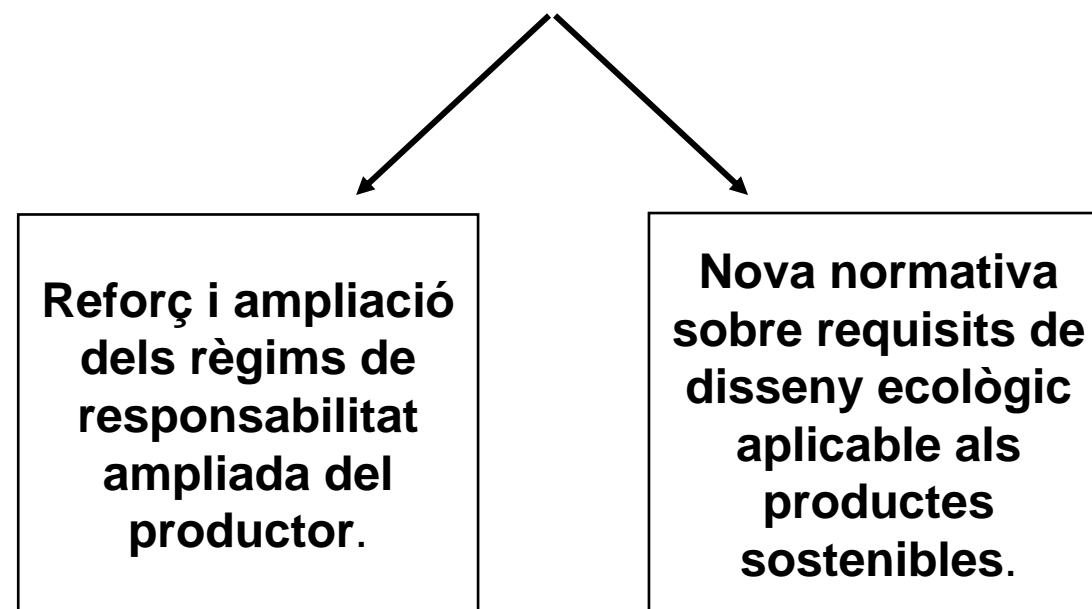 Reforç i ampliació
dels règims de
responsabilitat
ampliada del
productor.
Nova normativa
sobre requisits de
disseny ecològic
aplicable als
productes
sostenibles.